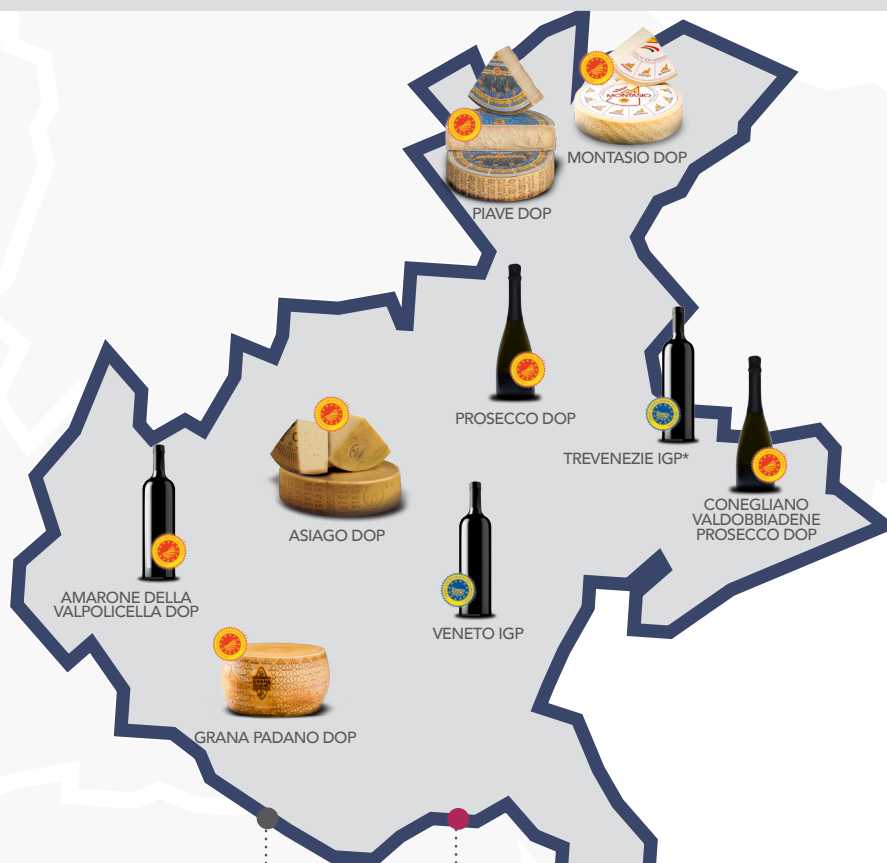 MONTASIO
MONTASIO DOP
PIAVE DOP
PROSECCO DOP
TREVENEZIE IGP*
CONEGLIANO
VALDOBBIADENE
PROSECCO DOP
ASIAGO DOP
AMARONE DELLA
VALPOLICELLA DOP
VENETO IGP
GRANA PADANO DOP